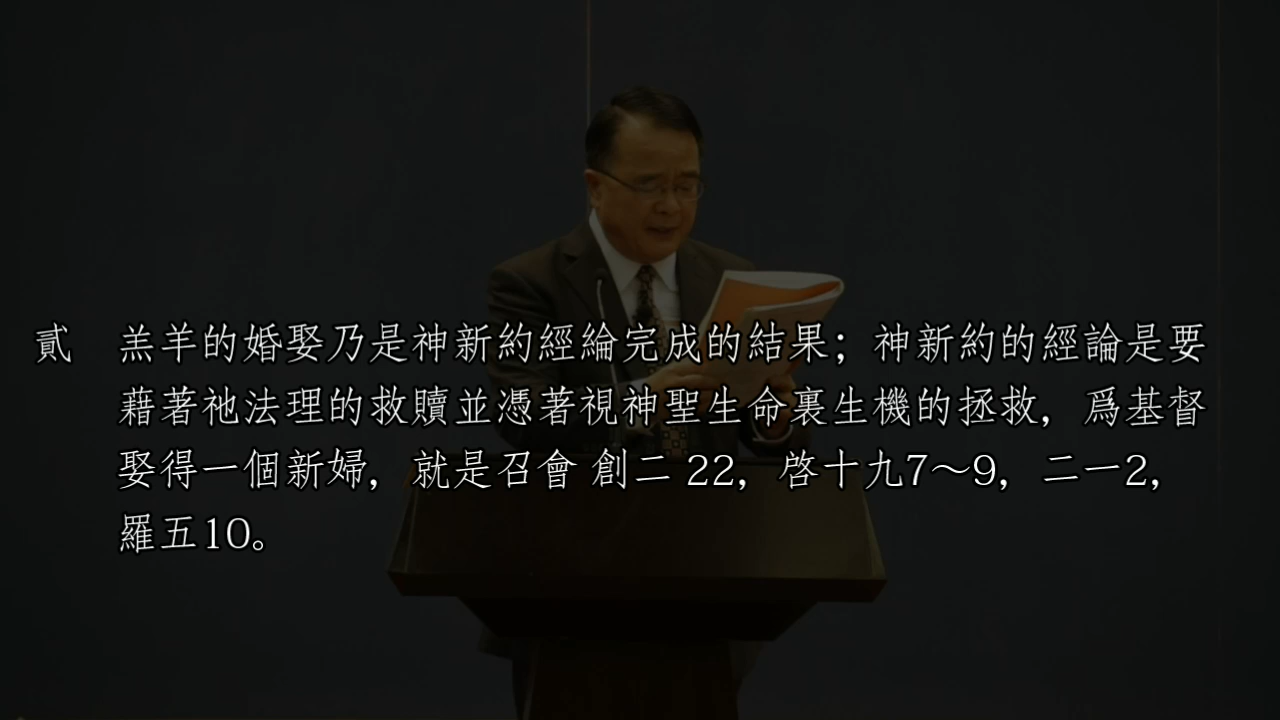 貳 羔羊的婚娶乃是神新約經綸完成的結果；神新約的經論是要
藉著祂法理的救贖並憑著視神聖生命裏生機的拯救，爲基督
娶得一個新婦，就是召會 創二 22，啓十九7～9，二一2，
羅五10。